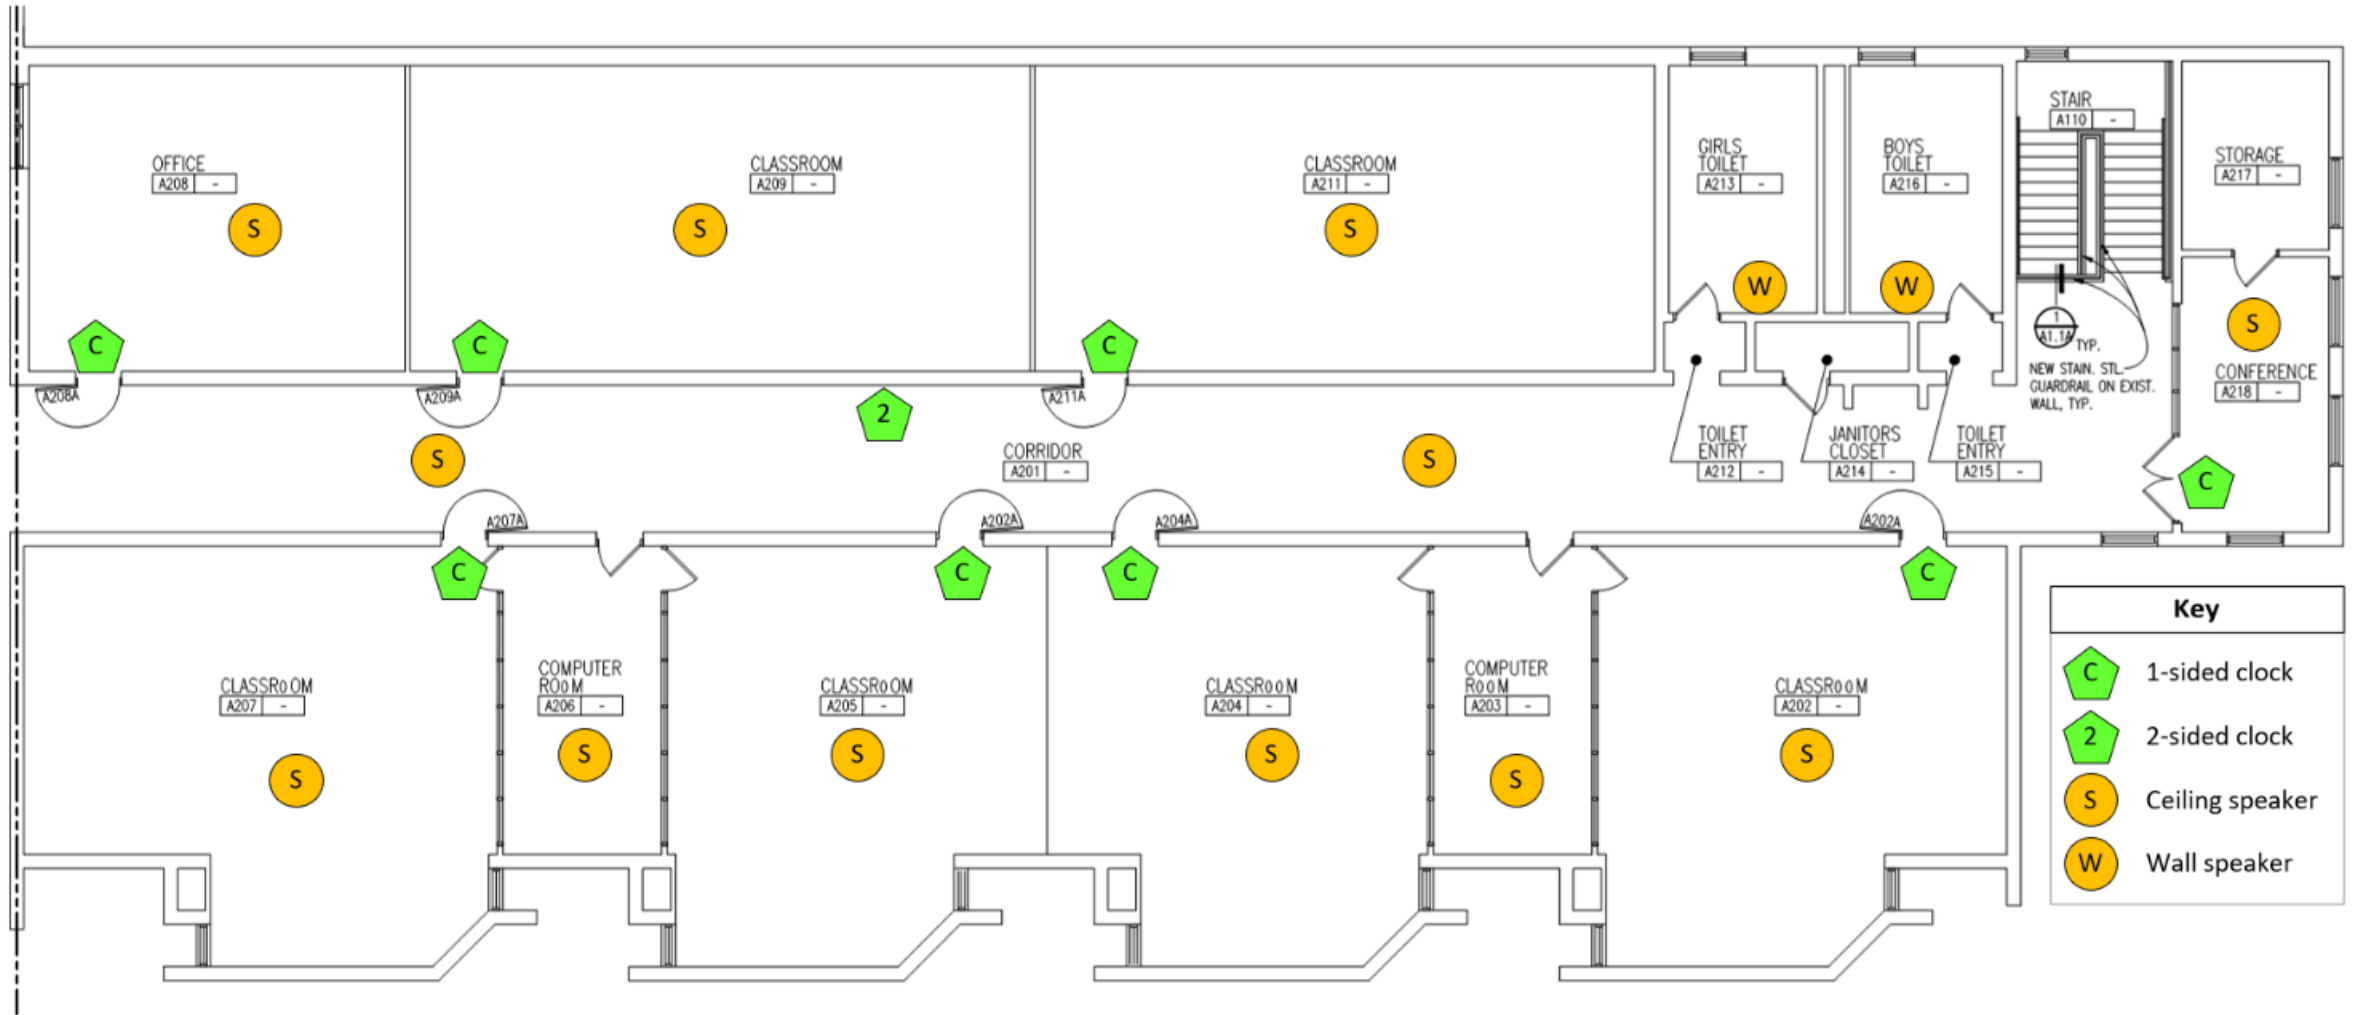 OFFICE
A208 -
S
C
A208A
CLASSROOM
A209 -
S
C
A209A
2
CLASSROOM
A211 -
S
C
A211A
GIRLS
TOILET
A213 -
W
BOYS
TOILET
A216 -
W
STAIR
A110 -
1
A1.1A
TYP.
NEW STAIN. STL.
GUARDRAIL ON EXIST.
WALL, TYP.
STORAGE
A217 -
S
CONFERENCE
A218 -
C
S
CORRIDOR
A201 -
S
TOILET
ENTRY
A212 -
JANITORS
CLOSET
A214 -
TOILET
ENTRY
A215 -
A207A
C
A202A
C
A204A
C
A202A
C
CLASSROOM
A207 -
S
COMPUTER
ROOM
A206 -
S
CLASSROOM
A205 -
S
CLASSROOM
A204 -
S
COMPUTER
ROOM
A203 -
S
CLASSROOM
A202 -
S
Key
C 1-sided clock
2 2-sided clock
S Ceiling speaker
W Wall speaker